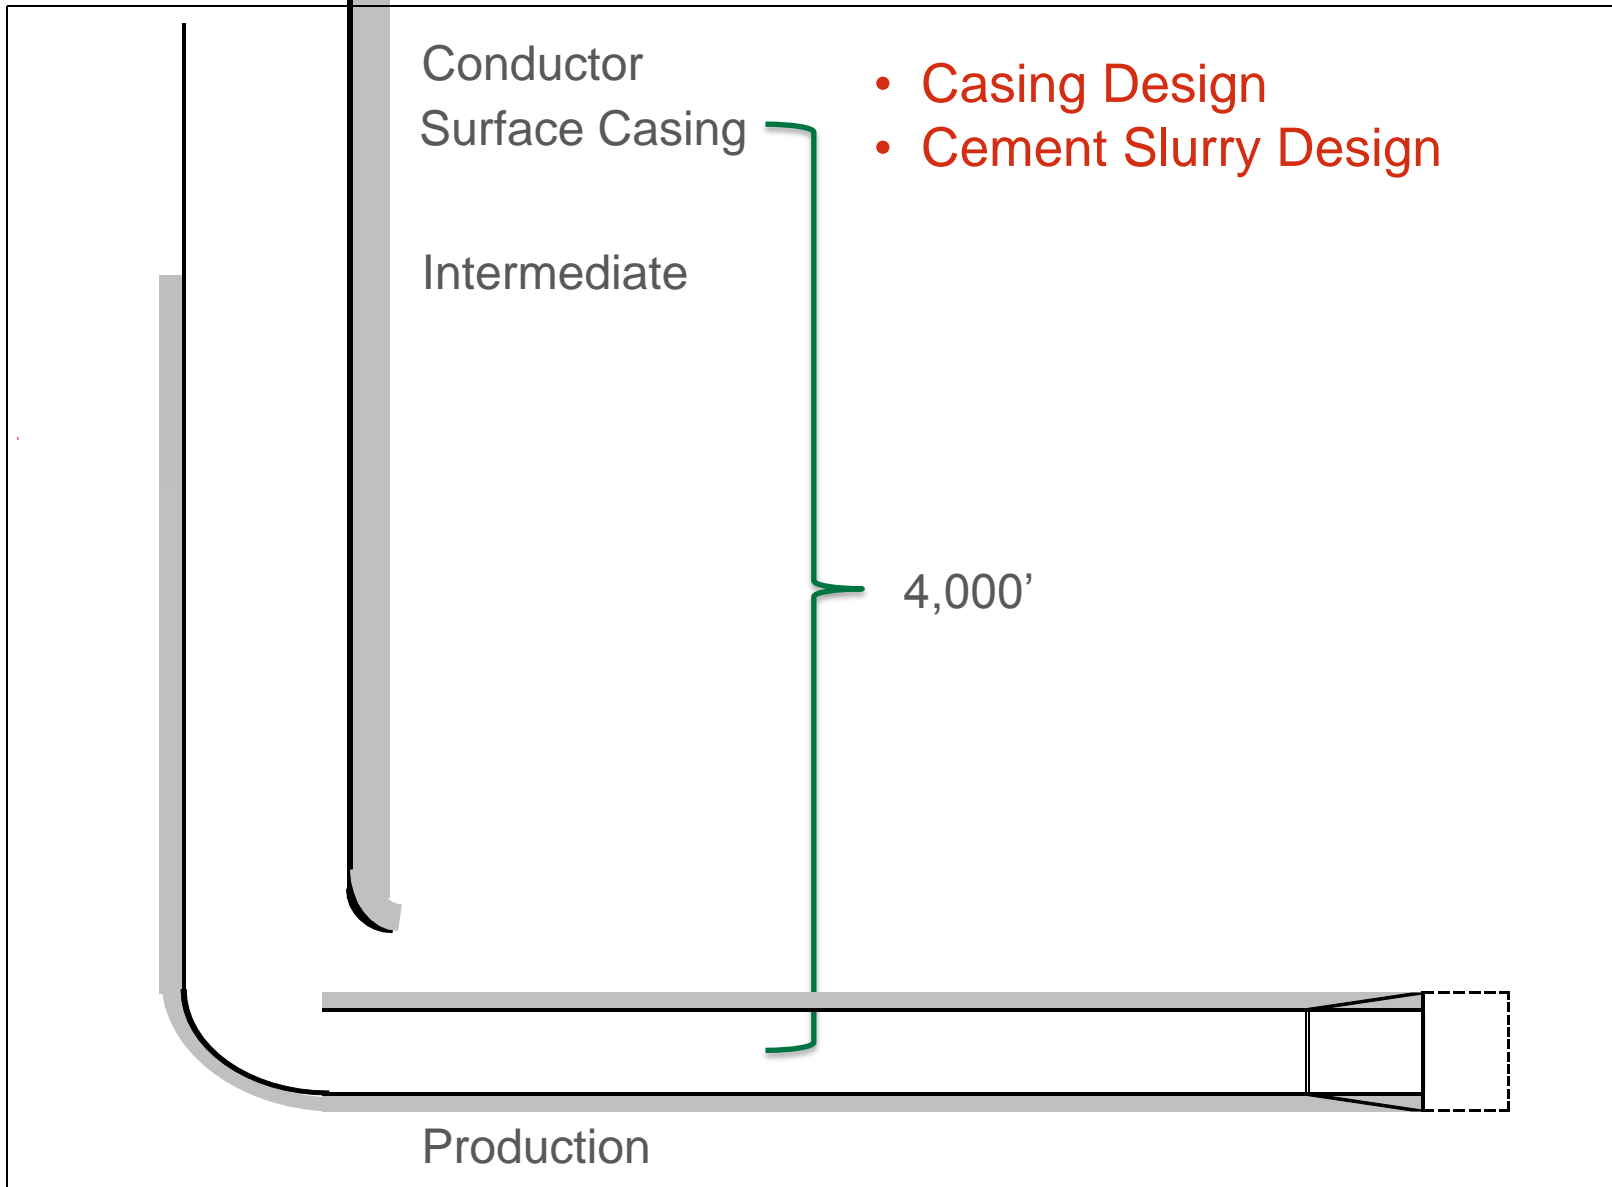 Conductor
• Casing Design
Surface Casing
• Cement Slurry Design
Intermediate
4,000’
Production